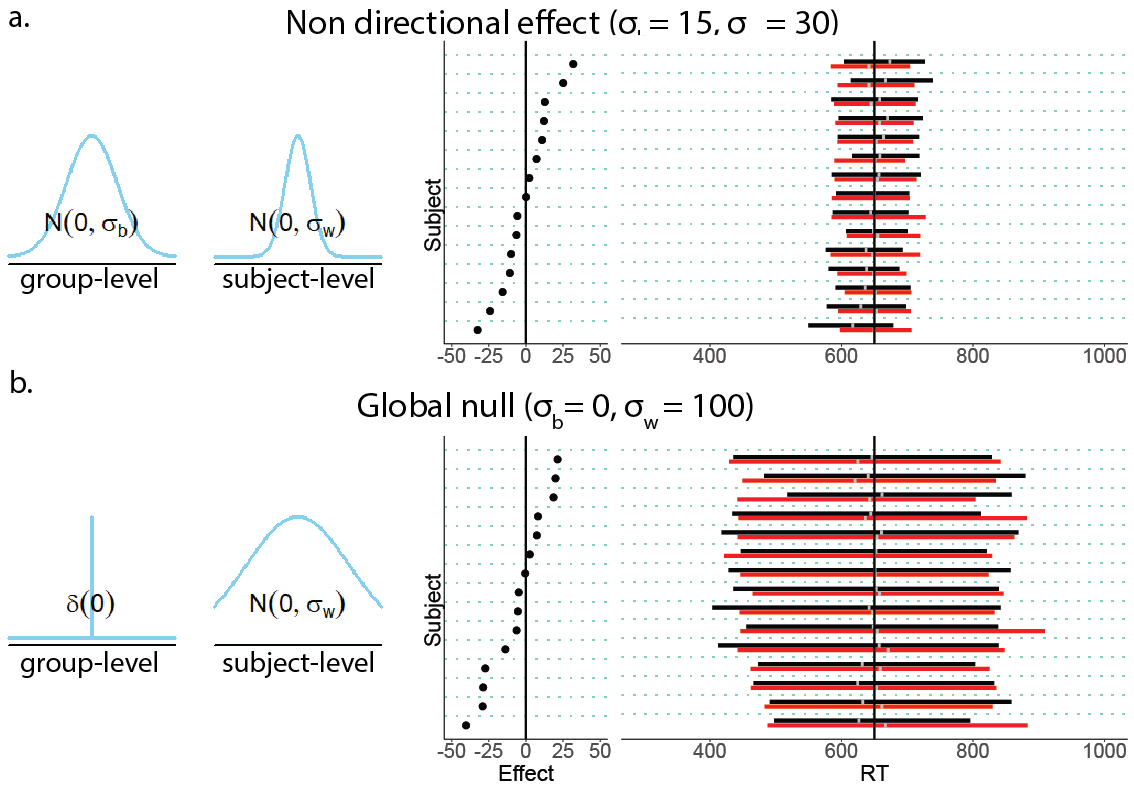 a.
Non directional effect (σ = 15, σ = 30)
N(0, σb)
group-level
N(0, σw)
subject-level
Subject
-50 -25 0 25 50
400 600 800 1000
b.
Global null (σb = 0, σw = 100)
δ(0)
group-level
N(0, σw)
subject-level
Subject
-50 -25 0 25 50
Effect
400 600 800 1000
RT